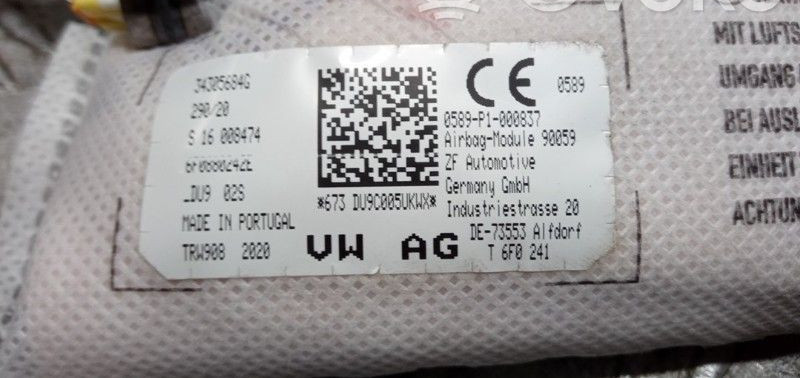 34305684G
290/20
S 16 008474
6F0880242E
_DU9 02S
MADE IN PORTUGAL
TRW908 2020
*673 DU9C005UKWX*
VW AG
CE 0589
0589-P1-000837
Airbag-Module 90059
ZF Automotive
Germany GmbH
Industriestrasse 20
DE-73553 Alfdorf
T 6F0 241
MIT LUFTS
UMGANG
BEI AUSL
EINHEIT
ACHTUN